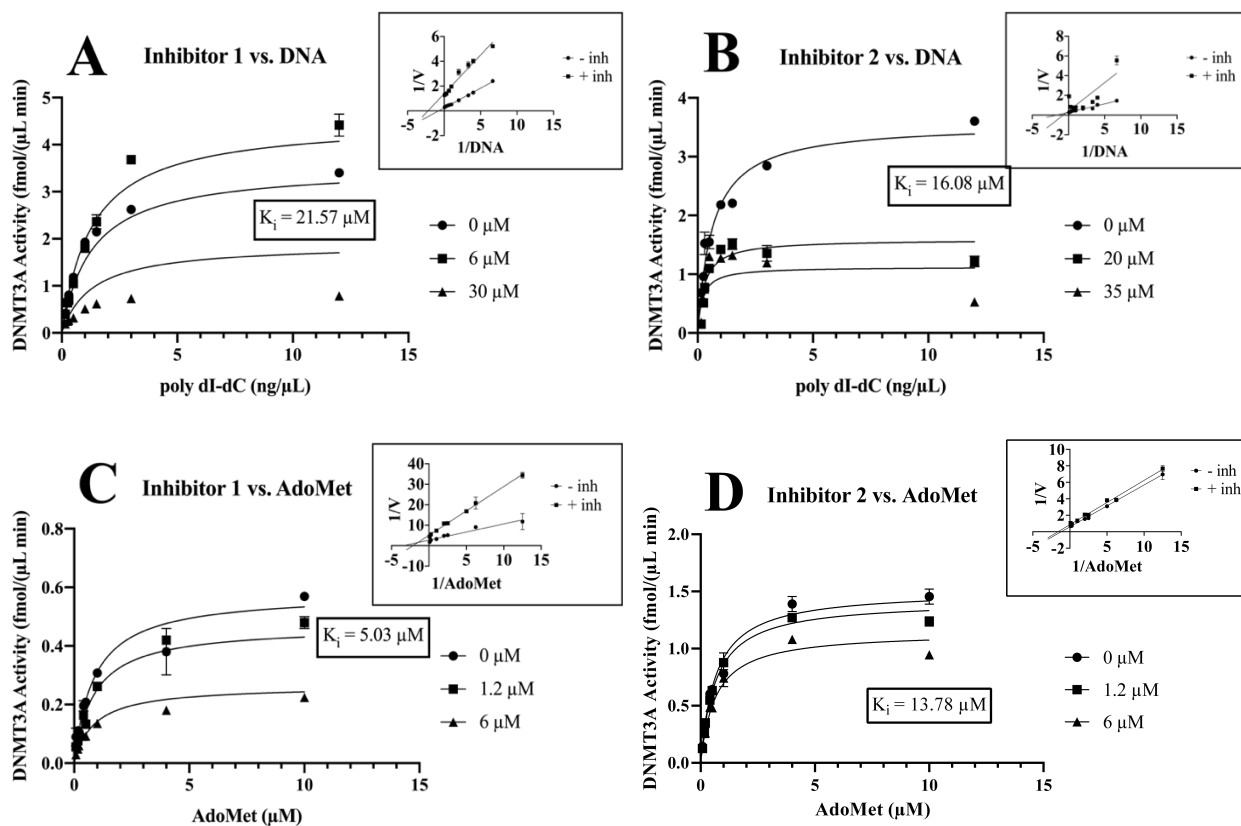 A
Inhibitor 1 vs. DNA
DNMT3A Activity (fmol/(µL min)
5
4
3
2
1
0
0
5
10
15
poly dI-dC (ng/µL)
Ki = 21.57 µM
0 µM
6 µM
30 µM
1/V
6
4
2
-2
-5
0
5
10
15
1/DNA
- inh
+ inh
B
Inhibitor 2 vs. DNA
DNMT3A Activity (fmol/(µL min)
4
3
2
1
0
0
5
10
15
poly dI-dC (ng/µL)
Ki = 16.08 µM
0 µM
20 µM
35 µM
1/V
8
6
4
2
-2
-5
0
5
10
15
1/DNA
- inh
+ inh
C
Inhibitor 1 vs. AdoMet
DNMT3A Activity (fmol/(µL min)
0.8
0.6
0.4
0.2
0.0
0
5
10
15
AdoMet (µM)
Ki = 5.03 µM
0 µM
1.2 µM
6 µM
1/V
40
30
20
10
-10
-5
0
5
10
15
1/AdoMet
- inh
+ inh
D
Inhibitor 2 vs. AdoMet
DNMT3A Activity (fmol/(µL min)
2.0
1.5
1.0
0.5
0.0
0
5
10
15
AdoMet (µM)
Ki = 13.78 µM
0 µM
1.2 µM
6 µM
1/V
10
8
6
4
2
-2
-5
0
5
10
15
1/AdoMet
- inh
+ inh